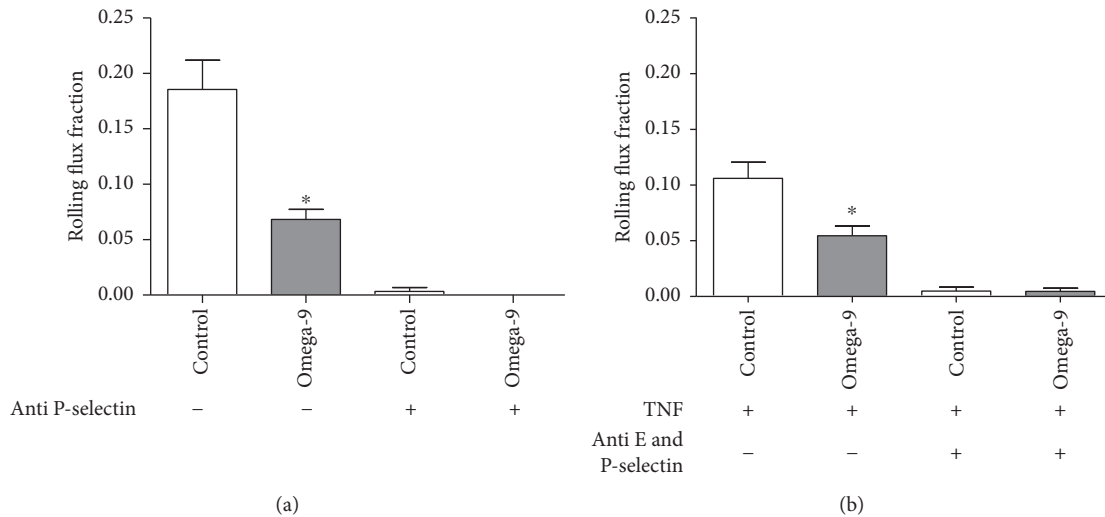 0.25
0.20
0.15
0.10
0.05
0.00
Rolling flux fraction
*
Control
Omega-9
Control
Omega-9
Anti P-selectin − − + +
(a)
0.25
0.20
0.15
0.10
0.05
0.00
Rolling flux fraction
*
Control
Omega-9
Control
Omega-9
TNF + + + +
Anti E and
P-selectin − − + +
(b)